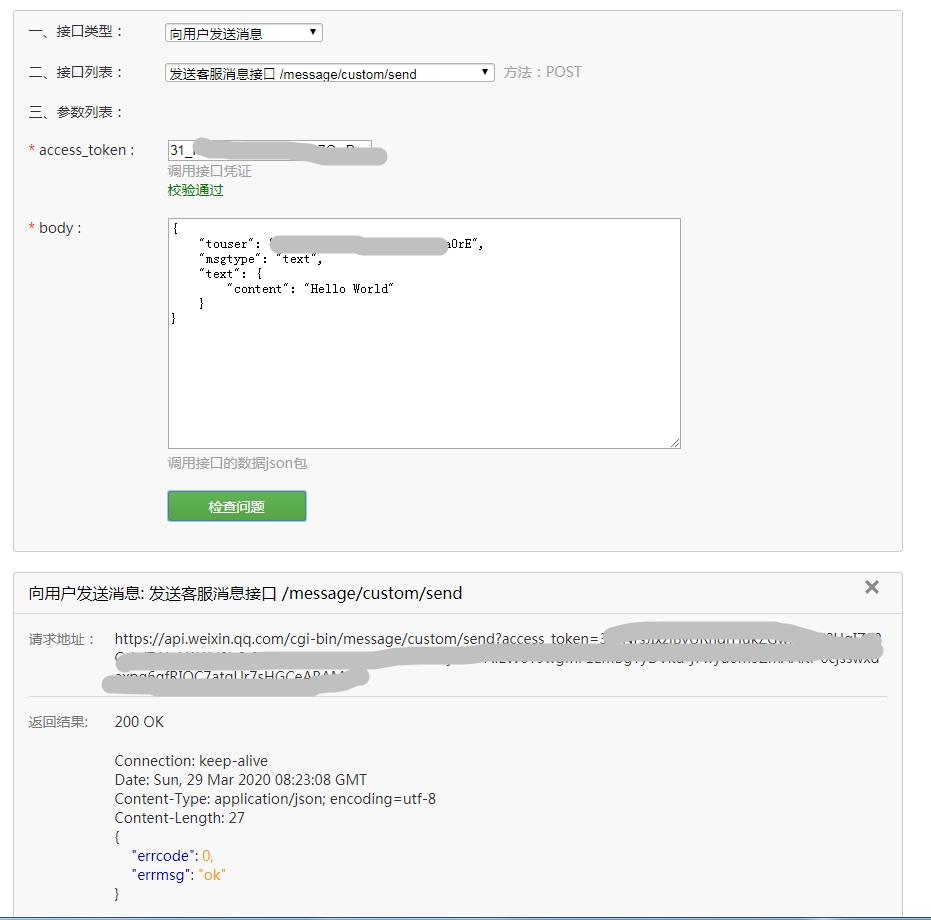 一、接口类型：
向用户发送消息
二、接口列表：
发送客服消息接口 /message/custom/send 方法：POST
三、参数列表：
* access_token :
31_
调用接口凭证
校验通过
* body :
{
"touser": a0rE",
"msgtype": "text",
"text": {
"content": "Hello World"
}
}
调用接口的数据json包
检查问题
向用户发送消息: 发送客服消息接口 /message/custom/send
请求地址： https://api.weixin.qq.com/cgi-bin/message/custom/send?access_token=3
返回结果: 200 OK
Connection: keep-alive
Date: Sun, 29 Mar 2020 08:23:08 GMT
Content-Type: application/json; encoding=utf-8
Content-Length: 27
{
"errcode": 0,
"errmsg": "ok"
}